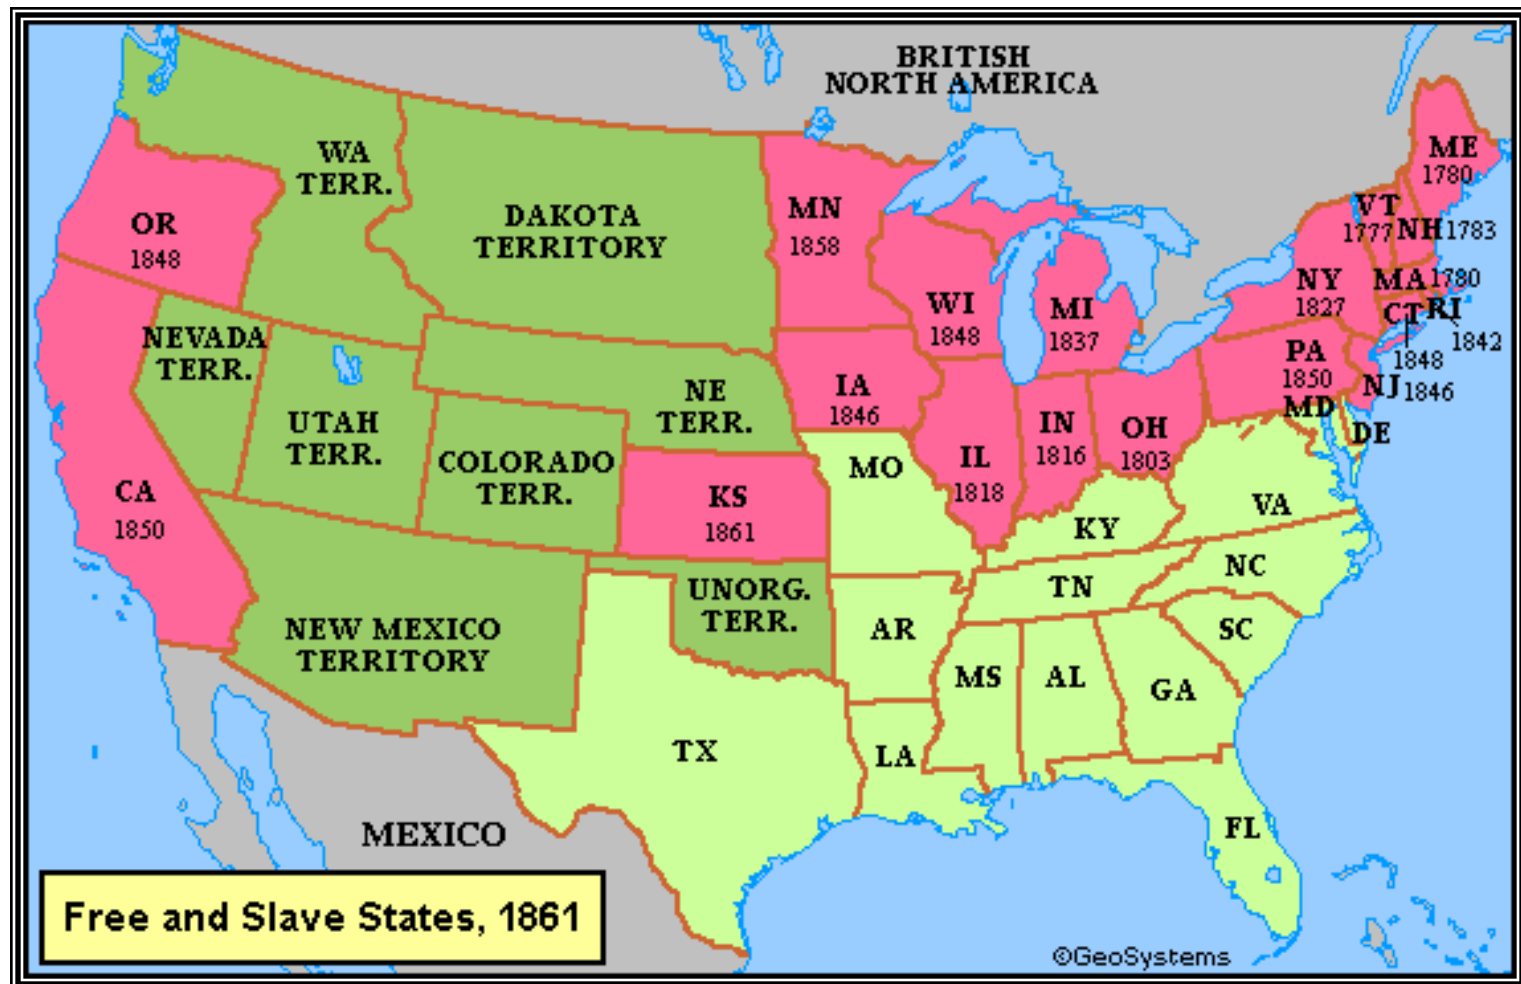 BRITISH
NORTH AMERICA
WA
TERR.
OR
1848
DAKOTA
TERRITORY
MN
1858
ME
1780
VT
1777
NH 1783
NY
1827
MA 1780
CT RI
1848
1842
WI
1848
MI
1837
PA
1850
NJ 1846
MD
DE
NEVADA
TERR.
UTAH
TERR.
NE
TERR.
IA
1846
IL
1818
IN
1816
OH
1803
CA
1850
COLORADO
TERR.
KS
1861
MO
KY
VA
NEW MEXICO
TERRITORY
UNORG.
TERR.
AR
TN
NC
SC
MS
AL
GA
TX
LA
FL
MEXICO
Free and Slave States, 1861
©GeoSystems